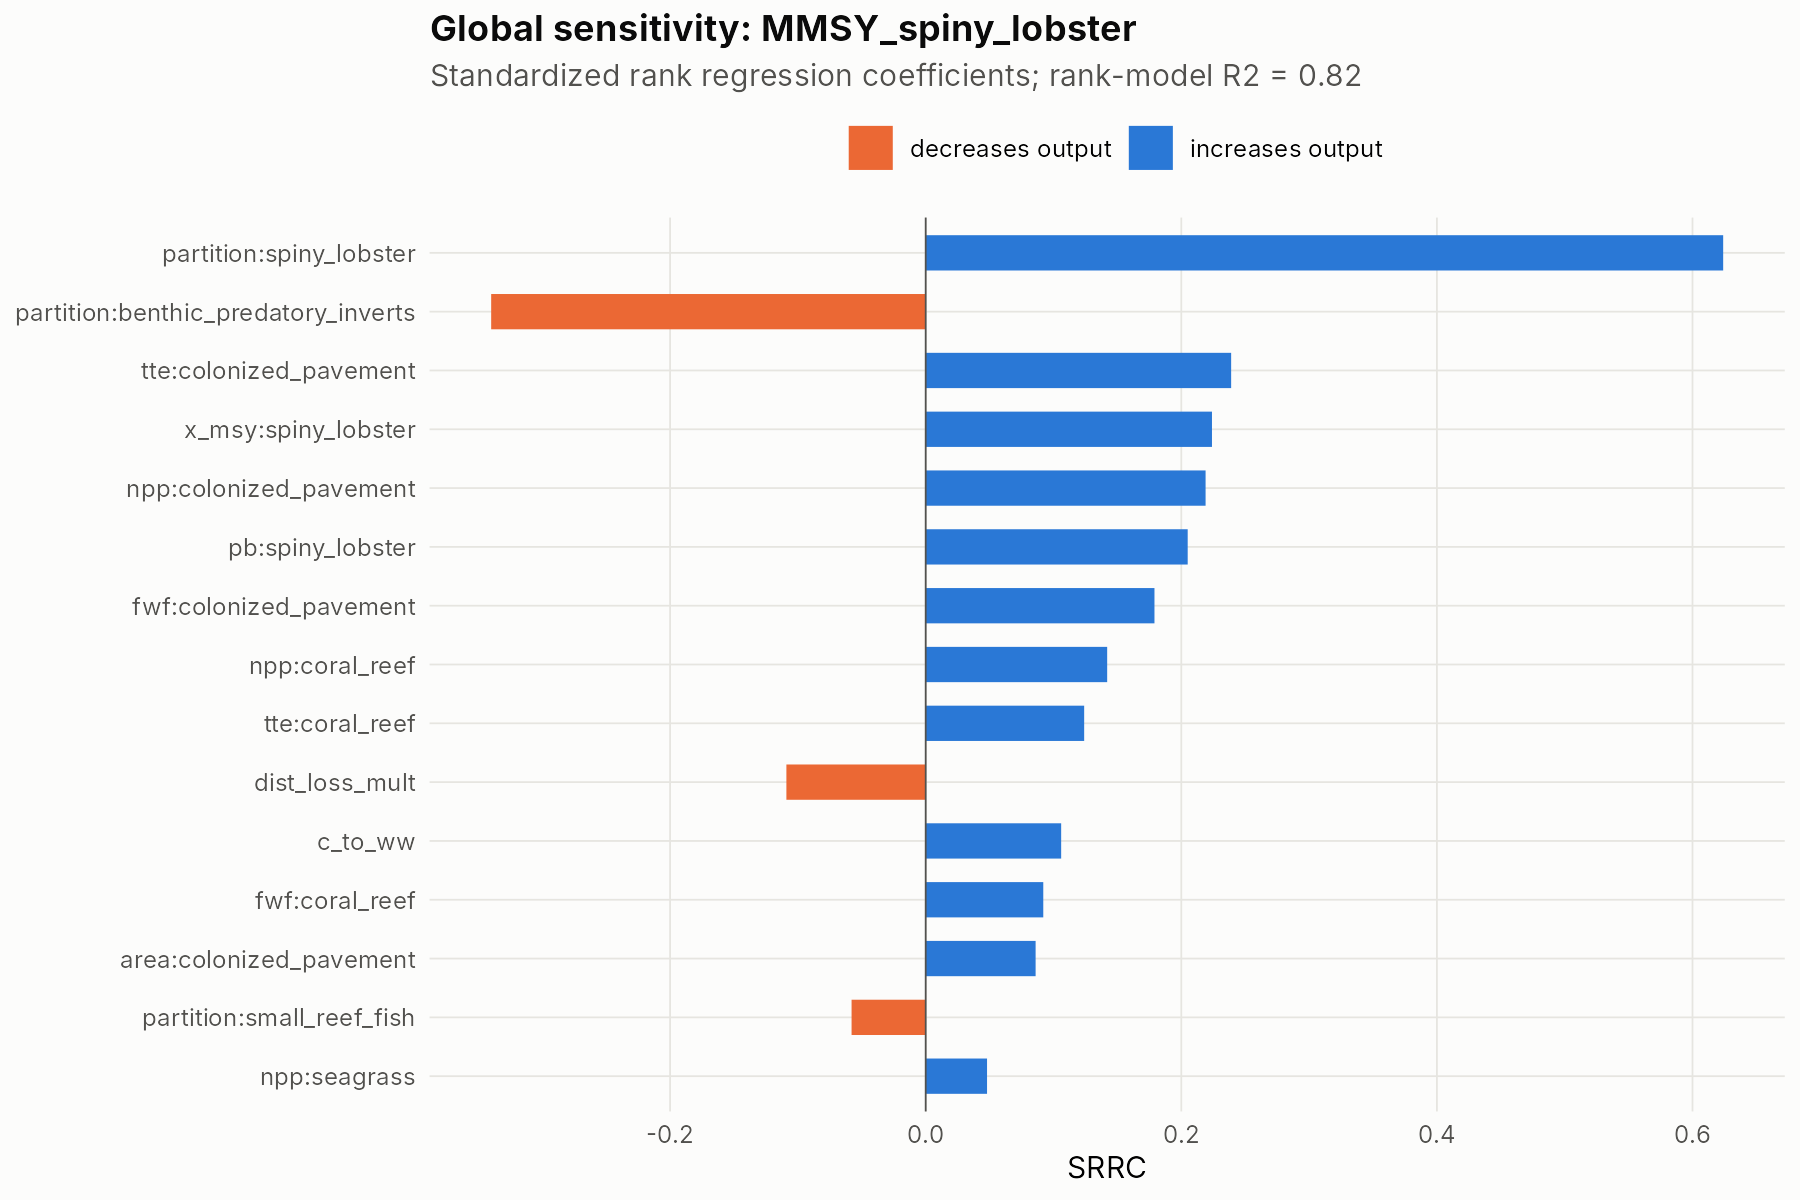 Global sensitivity: MMSY_spiny_lobster
Standardized rank regression coefficients; rank-model R2 = 0.82
decreases output
increases output
partition:spiny_lobster
partition:benthic_predatory_inverts
tte:colonized_pavement
x_msy:spiny_lobster
npp:colonized_pavement
pb:spiny_lobster
fwf:colonized_pavement
npp:coral_reef
tte:coral_reef
dist_loss_mult
c_to_ww
fwf:coral_reef
area:colonized_pavement
partition:small_reef_fish
npp:seagrass
-0.2 0.0 0.2 0.4 0.6
SRRC